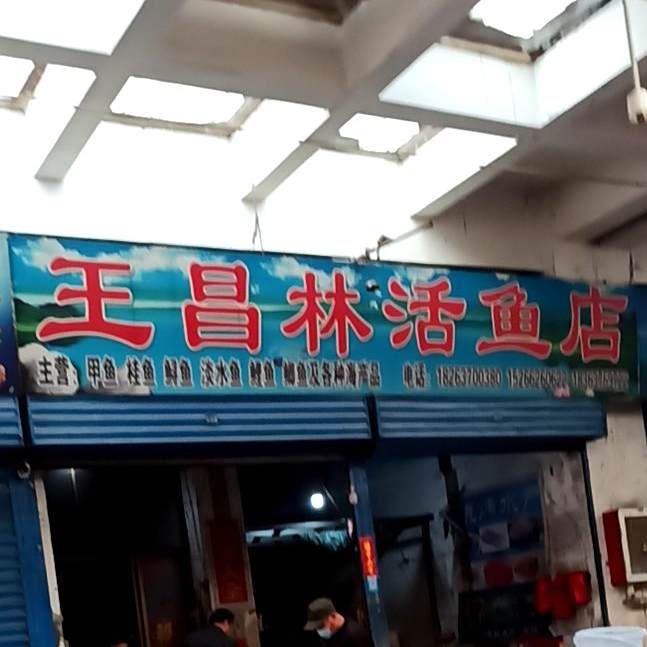 王昌林活鱼店
主营：甲鱼 桂鱼 鲟鱼 淡水鱼 鲤鱼 鲫鱼及各种海产品 电话：18263700380